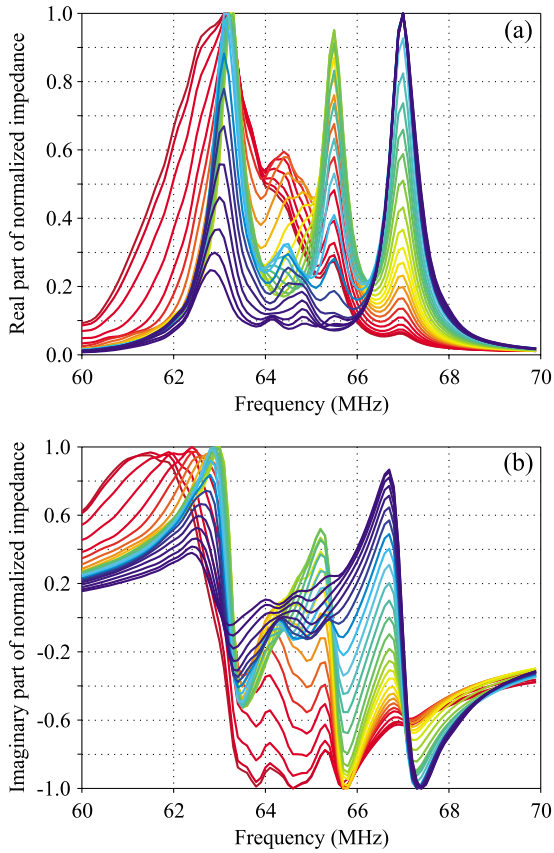 (a)
Real part of normalized impedance
1.0
0.8
0.6
0.4
0.2
0.0
60 62 64 66 68 70
Frequency (MHz)
(b)
Imaginary part of normalized impedance
1.0
0.6
0.2
-0.2
-0.6
-1.0
60 62 64 66 68 70
Frequency (MHz)